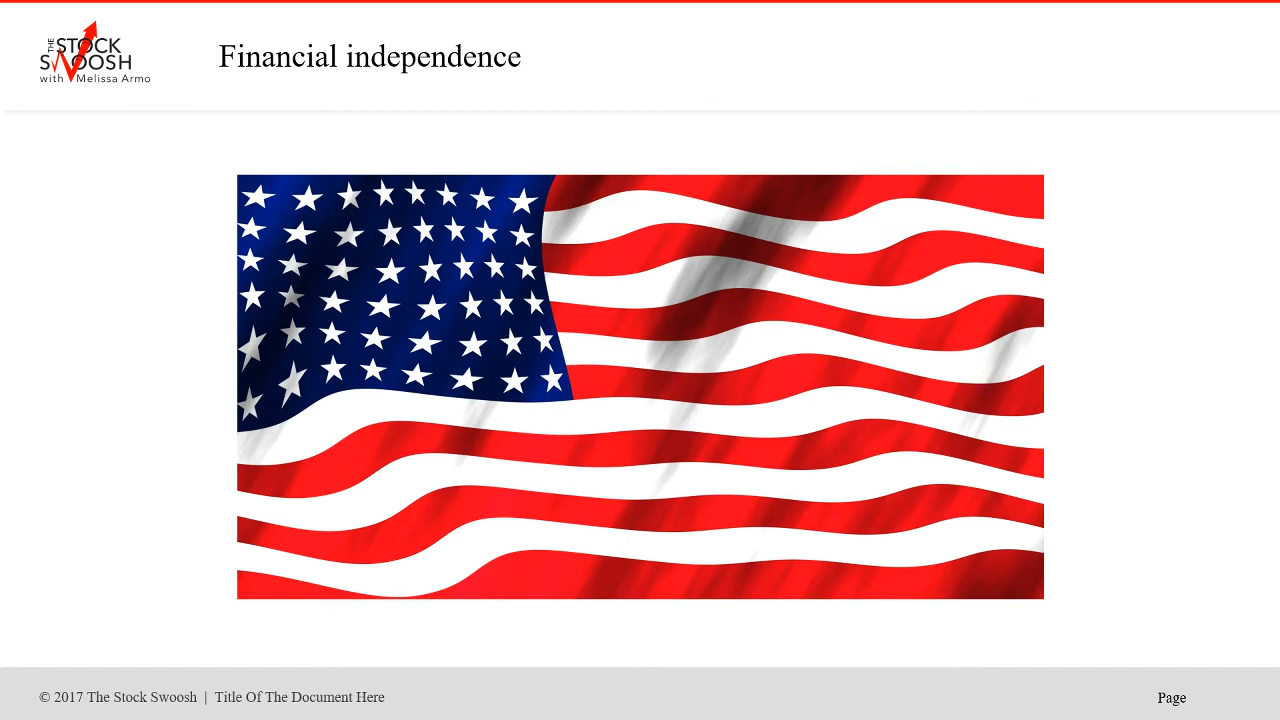 THE STOCK
SWOOSH
with Melissa Armo
Financial independence
© 2017 The Stock Swoosh | Title Of The Document Here
Page